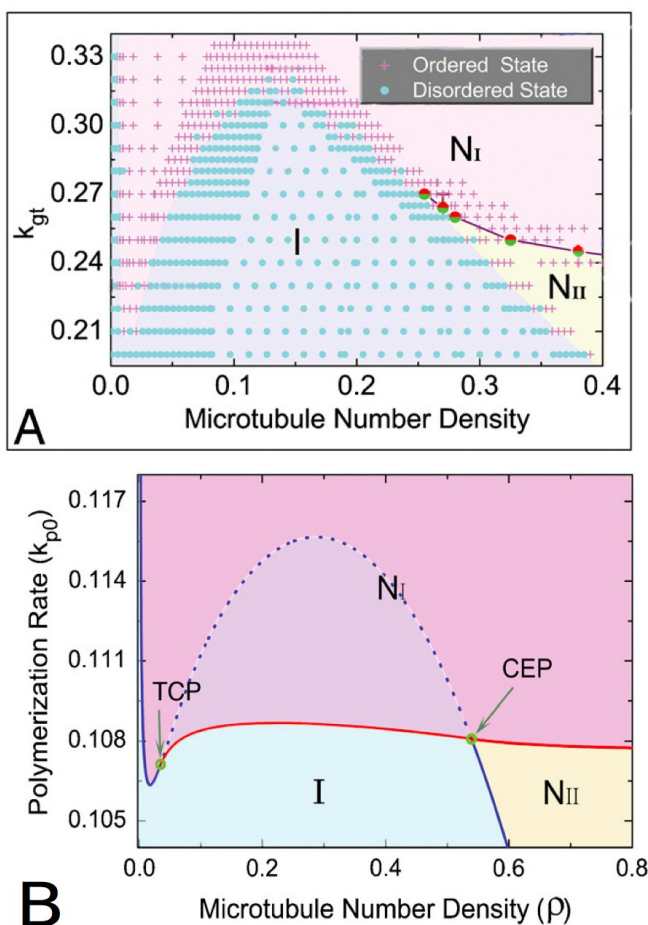 0.33
0.30
0.27
0.24
0.21
k_gt
+ Ordered State
● Disordered State
N_I
I
N_II
0.0 0.1 0.2 0.3 0.4
Microtubule Number Density
A
0.117
0.114
0.111
0.108
0.105
Polymerization Rate (k_p0)
N_I
TCP
CEP
I
N_II
0.0 0.2 0.4 0.6 0.8
Microtubule Number Density (ρ)
B